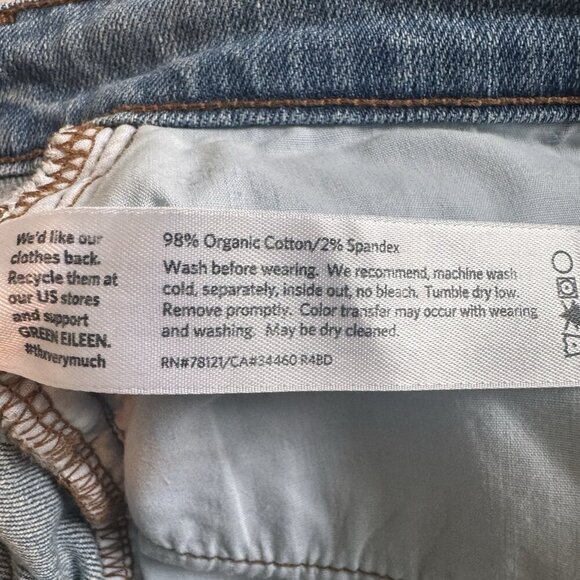 We'd like our
clothes back.
Recycle them at
our US stores
and support
GREEN EILEEN.
#thxverymuch
98% Organic Cotton/2% Spandex
Wash before wearing. We recommend, machine wash
cold, separately, inside out, no bleach. Tumble dry low.
Remove promptly. Color transfer may occur with wearing
and washing. May be dry cleaned.
RN#78121/CA#34460 R4BD